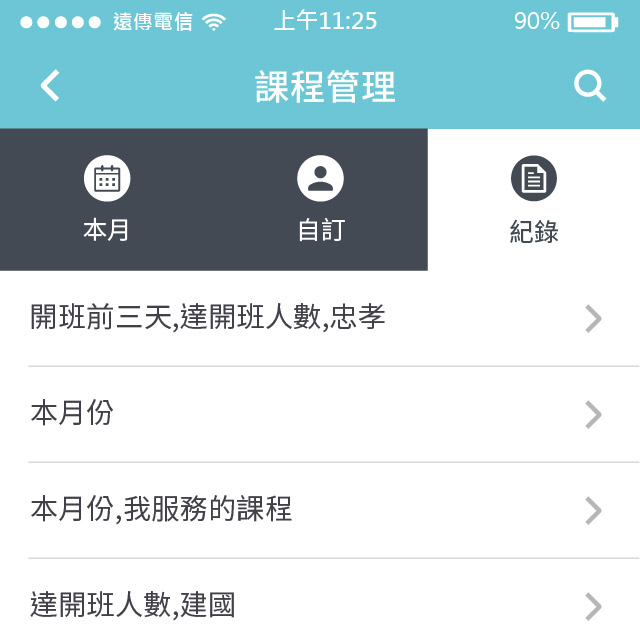 遠傳電信 上午11:25 90%
課程管理
本月 自訂 紀錄
開班前三天,達開班人數,忠孝
本月份
本月份,我服務的課程
達開班人數,建國